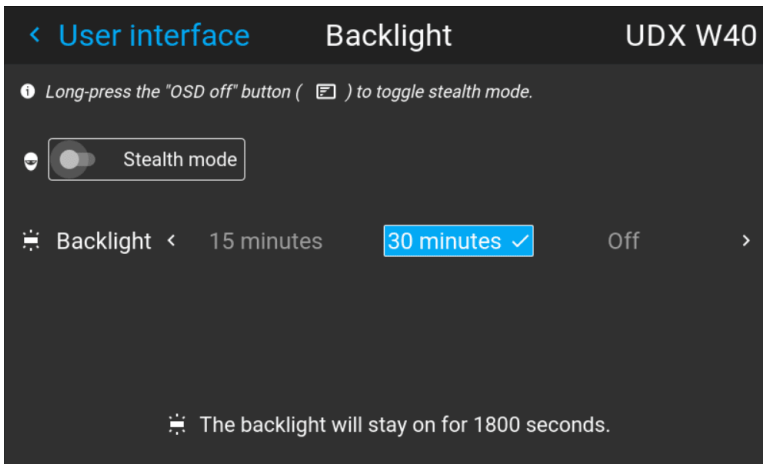 User interface Backlight UDX W40
Long-press the "OSD off" button ( ) to toggle stealth mode.
Stealth mode
Backlight 15 minutes 30 minutes Off
The backlight will stay on for 1800 seconds.